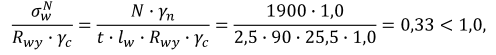 σ_w^N / (R_wy · γ_c) = (N · γ_n) / (t · l_w · R_wy · γ_c) = (1900 · 1,0) / (2,5 · 90 · 25,5 · 1,0) = 0,33 < 1,0,